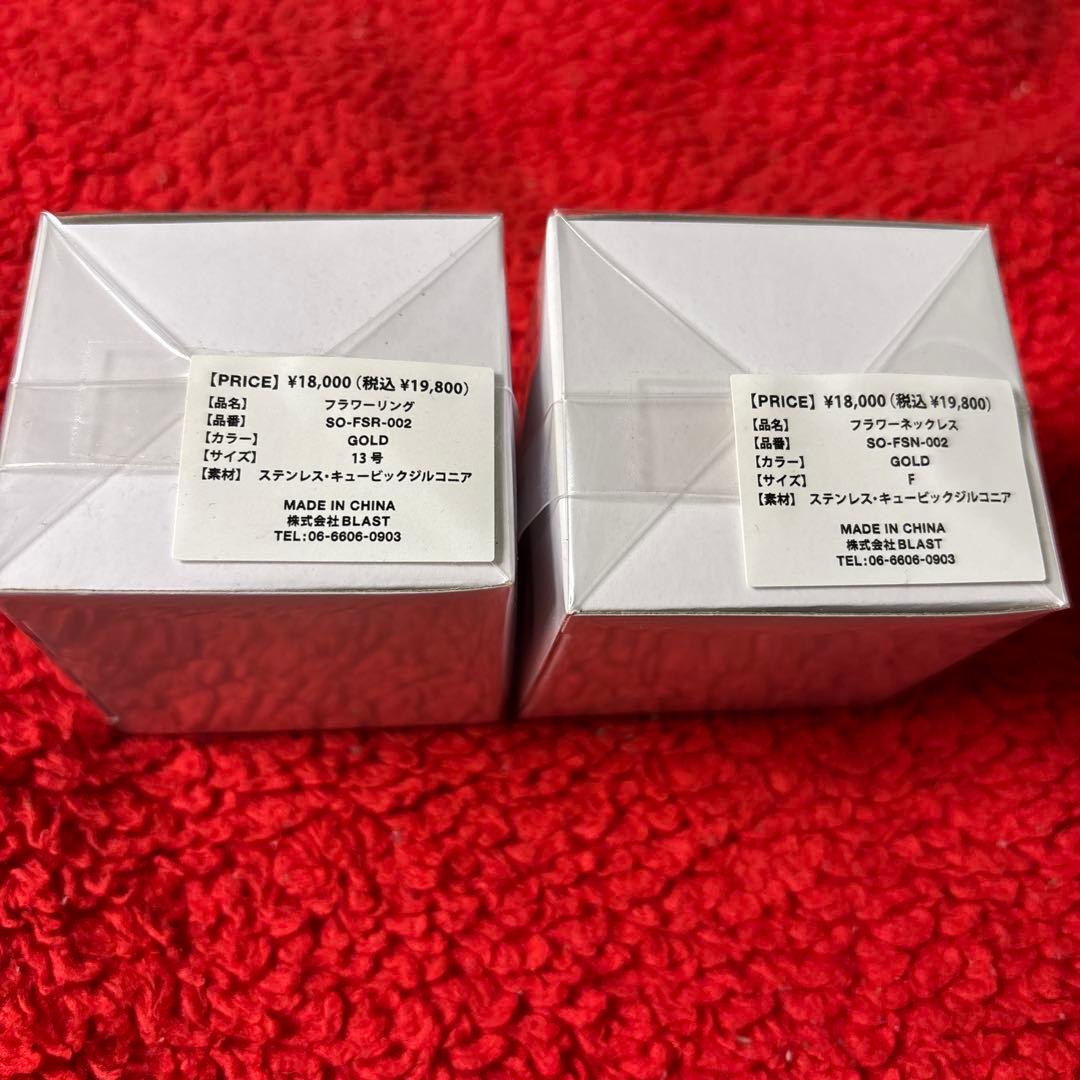 【PRICE】¥18,000(税込 ¥19,800)
【品名】 フラワーリング
【品番】 SO-FSR-002
【カラー】 GOLD
【サイズ】 13 号
【素材】 ステンレス・キュービックジルコニア
MADE IN CHINA
株式会社BLAST
TEL:06-6606-0903
【PRICE】¥18,000(税込 ¥19,800)
【品名】 フラワーネックレス
【品番】 SO-FSN-002
【カラー】 GOLD
【サイズ】 F
【素材】 ステンレス・キュービックジルコニア
MADE IN CHINA
株式会社BLAST
TEL:06-6606-0903